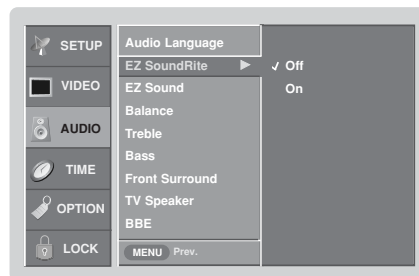 SETUP
VIDEO
AUDIO
TIME
OPTION
LOCK
Audio Language
EZ SoundRite ►
EZ Sound
Balance
Treble
Bass
Front Surround
TV Speaker
BBE
MENU Prev.
✓ Off
On